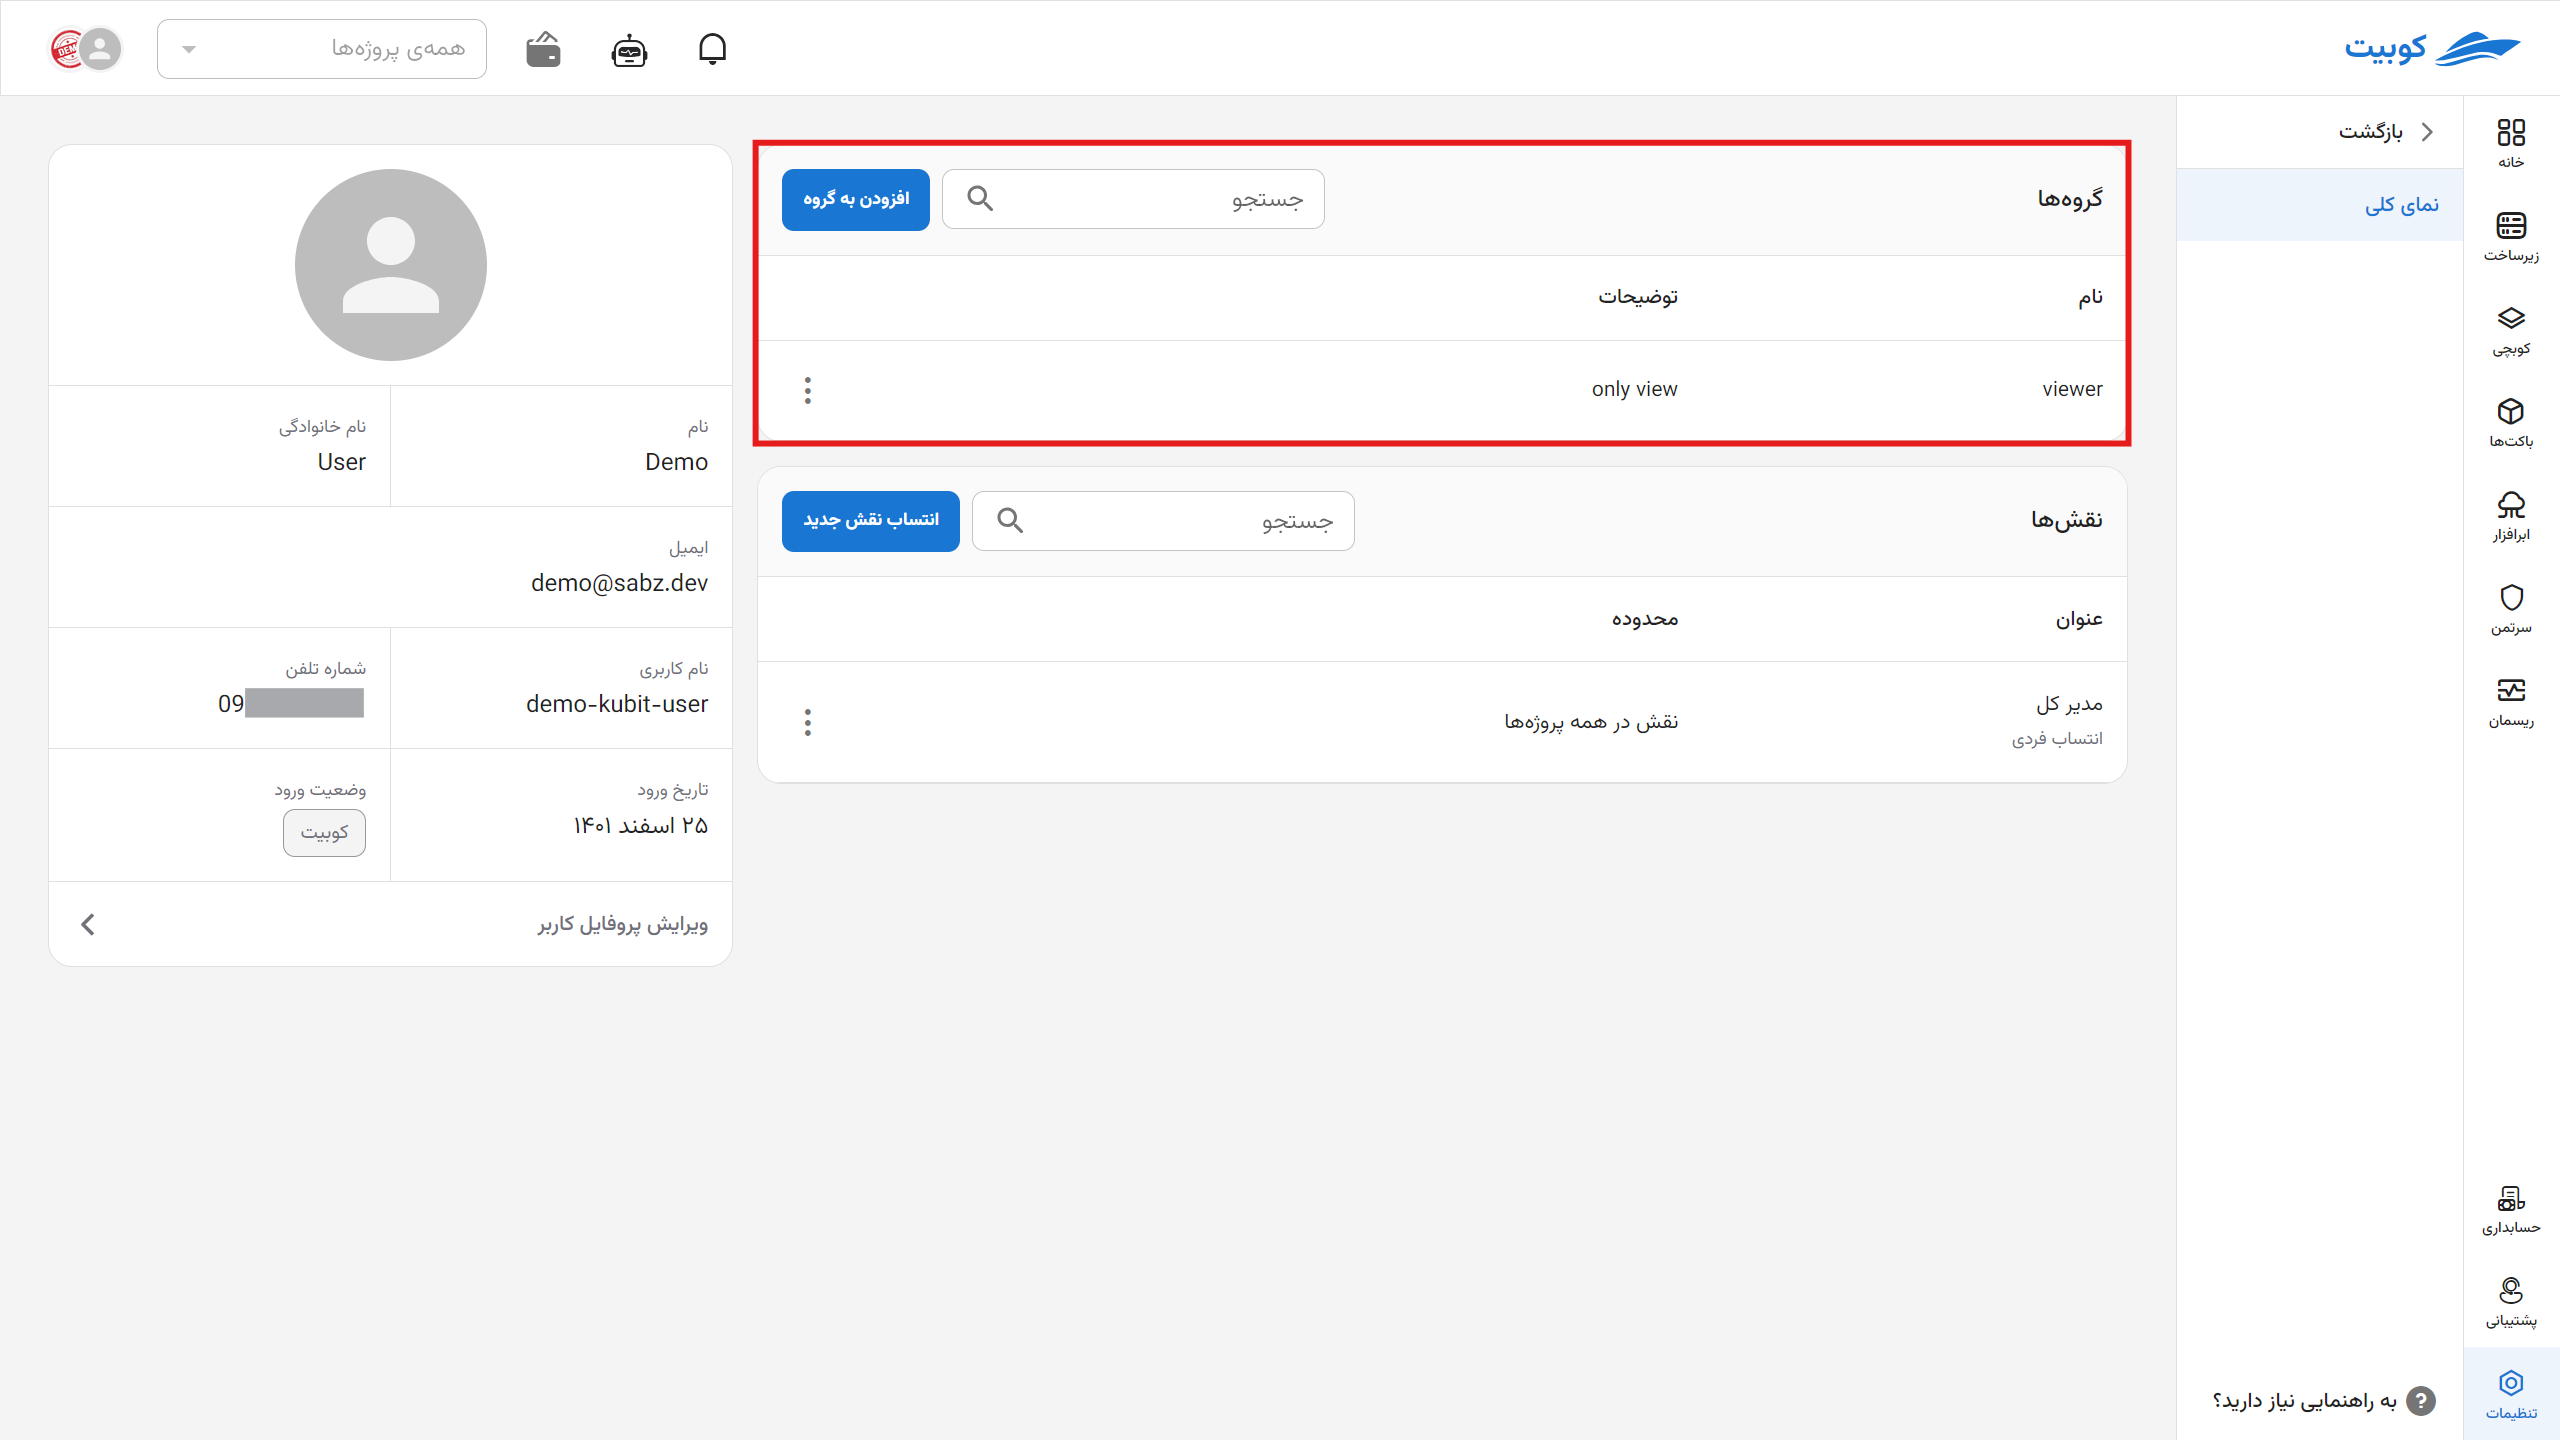 کوبیت
همه‌ی پروژه‌ها
DEMO
خانه
زیرساخت
کوبچی
باکت‌ها
ابرافزار
سرتمن
ریسمان
حسابداری
پشتیبانی
تنظیمات
بازگشت
نمای کلی
به راهنمایی نیاز دارید؟
گروه‌ها
جستجو
افزودن به گروه
نام
توضیحات
viewer
only view
نقش‌ها
جستجو
انتساب نقش جدید
عنوان
محدوده
مدیر کل
انتساب فردی
نقش در همه پروژه‌ها
نام
نام خانوادگی
Demo
User
ایمیل
demo@sabz.dev
نام کاربری
شماره تلفن
demo-kubit-user
09
تاریخ ورود
وضعیت ورود
۲۵ اسفند ۱۴۰۱
کوبیت
ویرایش پروفایل کاربر